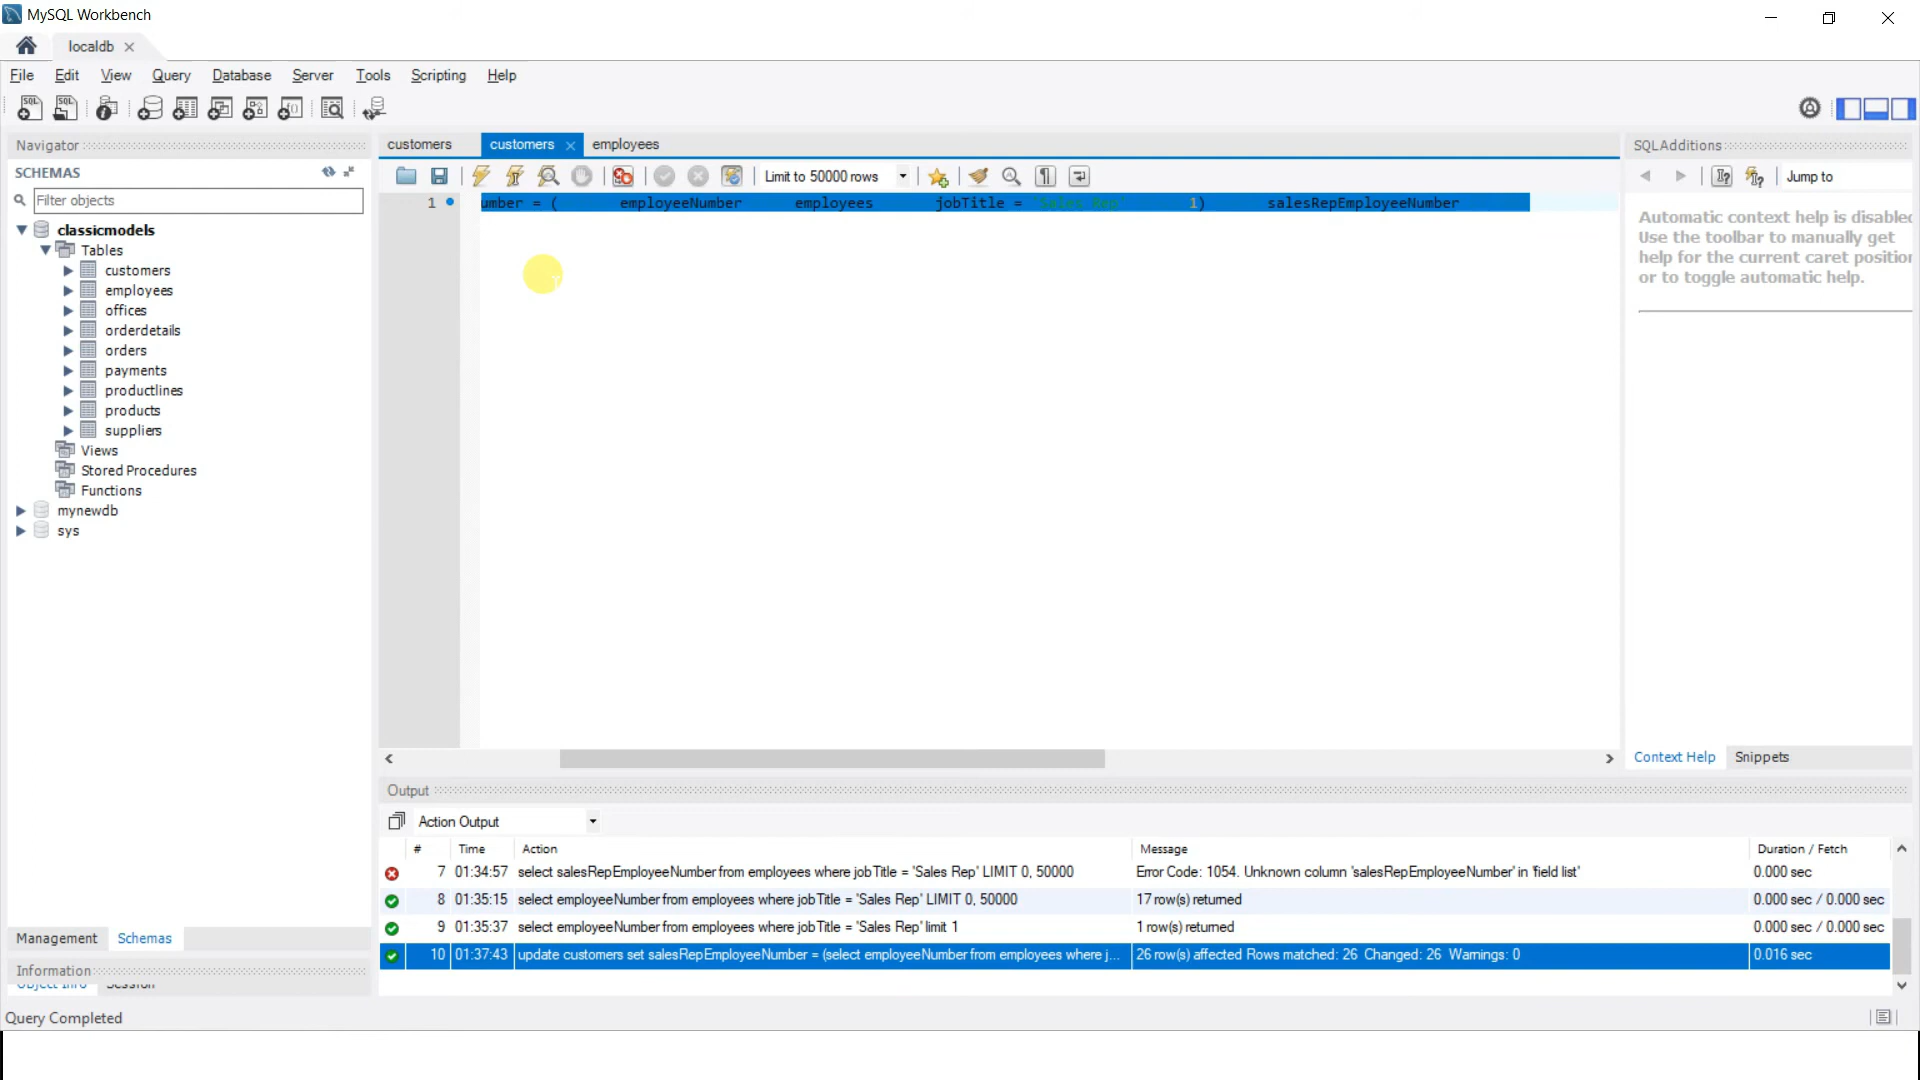 MySQL Workbench
localdb
File Edit View Query Database Server Tools Scripting Help
Navigator
SCHEMAS
Filter objects
classicmodels
Tables
customers
employees
offices
orderdetails
orders
payments
productlines
products
suppliers
Views
Stored Procedures
Functions
mynewdb
sys
Management Schemas
Information
Object Info Session
Query Completed
customers customers employees
Limit to 50000 rows
1 umber = ( employeeNumber employees jobTitle = 'Sales Rep' 1) salesRepEmployeeNumber
Output
Action Output
# Time Action Message Duration / Fetch
7 01:34:57 select salesRepEmployeeNumber from employees where jobTitle = 'Sales Rep' LIMIT 0, 50000 Error Code: 1054. Unknown column 'salesRepEmployeeNumber' in 'field list' 0.000 sec
8 01:35:15 select employeeNumber from employees where jobTitle = 'Sales Rep' LIMIT 0, 50000 17 row(s) returned 0.000 sec / 0.000 sec
9 01:35:37 select employeeNumber from employees where jobTitle = 'Sales Rep' limit 1 1 row(s) returned 0.000 sec / 0.000 sec
10 01:37:43 update customers set salesRepEmployeeNumber = (select employeeNumber from employees where j... 26 row(s) affected Rows matched: 26 Changed: 26 Warnings: 0 0.016 sec
SQLAdditions
Jump to
Automatic context help is disabled
Use the toolbar to manually get
help for the current caret position
or to toggle automatic help.
Context Help Snippets